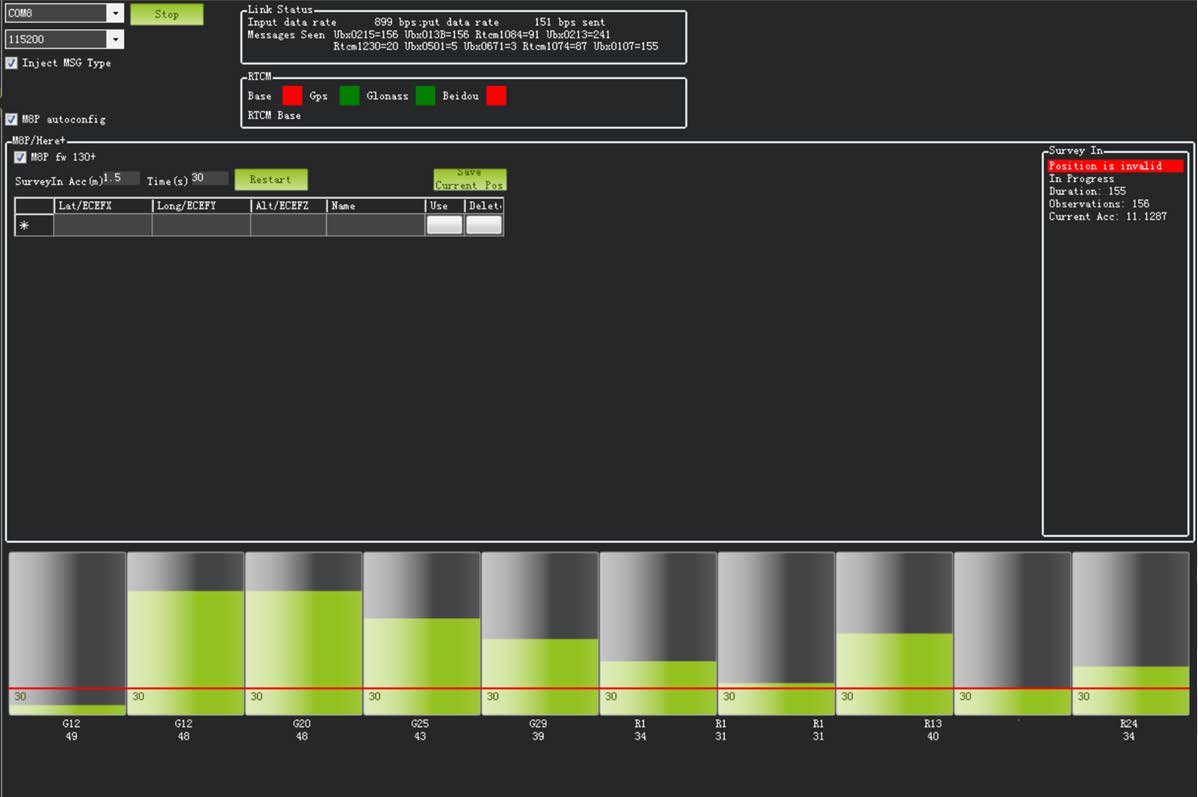 COM8
Stop
115200
Inject MSG Type
M8P autoconfig
Link Status
Input data rate 899 bps:put data rate 151 bps sent
Messages Seen Ubx0215=156 Ubx013B=156 Rtcm1084=91 Ubx0213=241
Rtcm1230=20 Ubx0501=5 Ubx0671=3 Rtcm1074=87 Ubx0107=155
RTCM
Base Gps Glonass Beidou
RTCM Base
M8P/Here+
M8P fw 130+
SurveyIn Acc(m) 1.5 Time(s) 30 Restart
Save
Current Pos
Lat/ECEFX Long/ECEFY Alt/ECEFZ Name Use Delet
*
Survey In
Position is invalid
In Progress
Duration: 155
Observations: 156
Current Acc: 11.1287
30 30 30 30 30 30 30 30 30 30
G12 G12 G20 G25 G29 R1 R1 R1 R13 R24
49 48 48 43 39 34 31 31 40 34